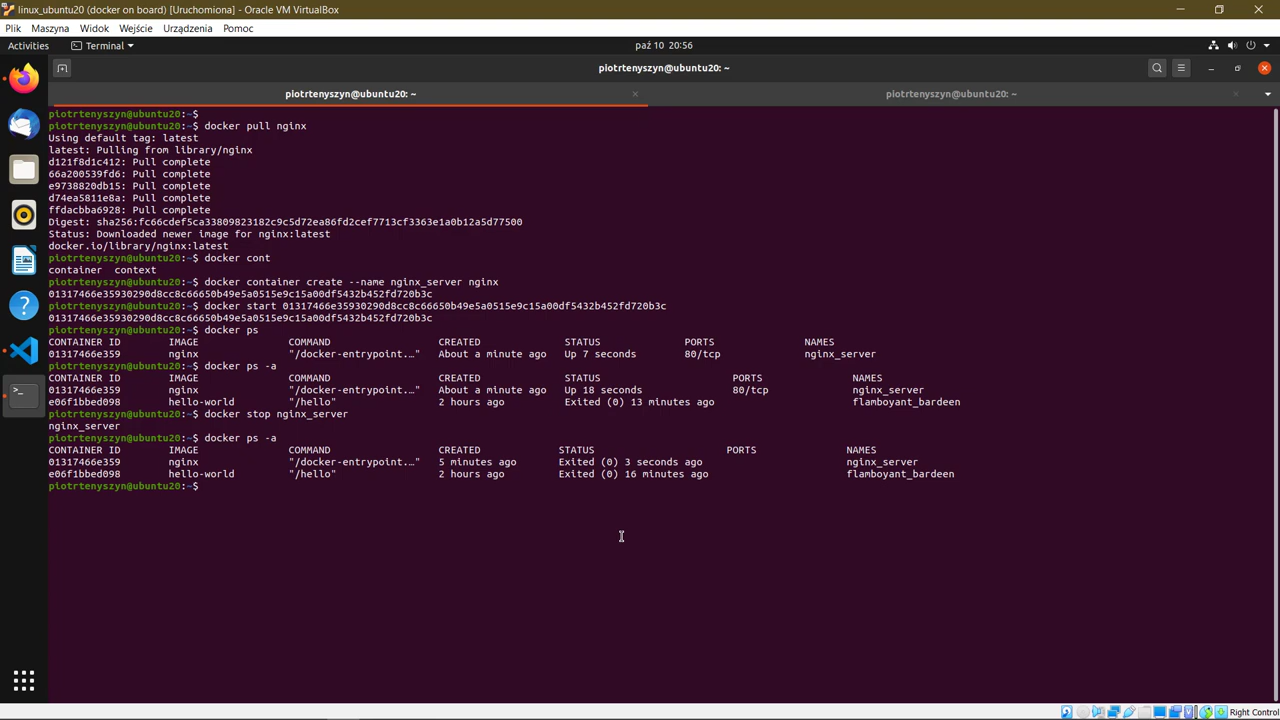 linux_ubuntu20 (docker on board) [Uruchomiona] - Oracle VM VirtualBox
Plik Maszyna Widok Wejście Urządzenia Pomoc
Activities Terminal paź 10 20:56
piotrtenyszyn@ubuntu20: ~
piotrtenyszyn@ubuntu20: ~ piotrtenyszyn@ubuntu20: ~
piotrtenyszyn@ubuntu20:~$
piotrtenyszyn@ubuntu20:~$ docker pull nginx
Using default tag: latest
latest: Pulling from library/nginx
d121f8d1c412: Pull complete
66a200539fd6: Pull complete
e9738820db15: Pull complete
d74ea5811e8a: Pull complete
ffdacbba6928: Pull complete
Digest: sha256:fc66cdef5ca33809823182c9c5d72ea86fd2cef7713cf3363e1a0b12a5d77500
Status: Downloaded newer image for nginx:latest
docker.io/library/nginx:latest
piotrtenyszyn@ubuntu20:~$ docker cont
container context
piotrtenyszyn@ubuntu20:~$ docker container create --name nginx_server nginx
01317466e35930290d8cc8c66650b49e5a0515e9c15a00df5432b452fd720b3c
piotrtenyszyn@ubuntu20:~$ docker start 01317466e35930290d8cc8c66650b49e5a0515e9c15a00df5432b452fd720b3c
01317466e35930290d8cc8c66650b49e5a0515e9c15a00df5432b452fd720b3c
piotrtenyszyn@ubuntu20:~$ docker ps
CONTAINER ID IMAGE COMMAND CREATED STATUS PORTS NAMES
01317466e359 nginx "/docker-entrypoint.…" About a minute ago Up 7 seconds 80/tcp nginx_server
piotrtenyszyn@ubuntu20:~$ docker ps -a
CONTAINER ID IMAGE COMMAND CREATED STATUS PORTS NAMES
01317466e359 nginx "/docker-entrypoint.…" About a minute ago Up 18 seconds 80/tcp nginx_server
e06f1bbed098 hello-world "/hello" 2 hours ago Exited (0) 13 minutes ago flamboyant_bardeen
piotrtenyszyn@ubuntu20:~$ docker stop nginx_server
nginx_server
piotrtenyszyn@ubuntu20:~$ docker ps -a
CONTAINER ID IMAGE COMMAND CREATED STATUS PORTS NAMES
01317466e359 nginx "/docker-entrypoint.…" 5 minutes ago Exited (0) 3 seconds ago nginx_server
e06f1bbed098 hello-world "/hello" 2 hours ago Exited (0) 16 minutes ago flamboyant_bardeen
piotrtenyszyn@ubuntu20:~$
Right Control